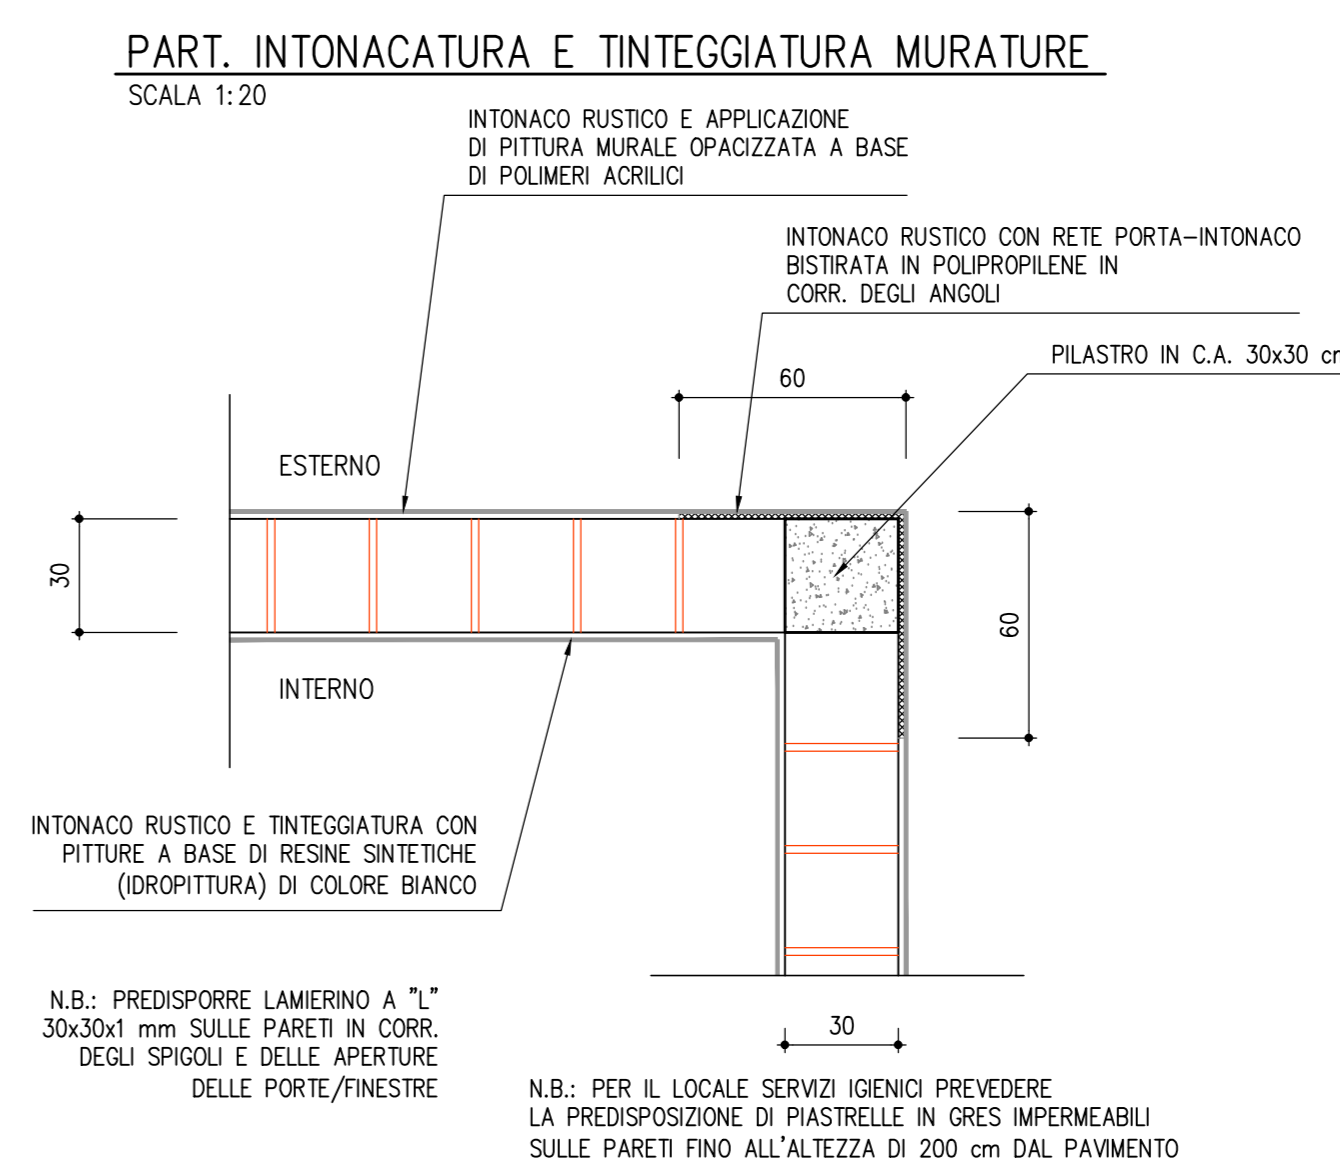 PART. INTONACATURA E TINTEGGIATURA MURATURE
SCALA 1:20
INTONACO RUSTICO E APPLICAZIONE
DI PITTURA MURALE OPACIZZATA A BASE
DI POLIMERI ACRILICI
INTONACO RUSTICO CON RETE PORTA-INTONACO
BISTIRATA IN POLIPROPILENE IN
CORR. DEGLI ANGOLI
PILASTRO IN C.A. 30x30
60
ESTERNO
30
60
INTERNO
INTONACO RUSTICO E TINTEGGIATURA CON
PITTURE A BASE DI RESINE SINTETICHE
(IDROPITTURA) DI COLORE BIANCO
N.B.: PREDISPORRE LAMIERINO A "L"
30x30x1 mm SULLE PARETI IN CORR.
DEGLI SPIGOLI E DELLE APERTURE
DELLE PORTE/FINESTRE
30
N.B.: PER IL LOCALE SERVIZI IGIENICI PREVEDERE
LA PREDISPOSIZIONE DI PIASTRELLE IN GRES IMPERMEABILI
SULLE PARETI FINO ALL'ALTEZZA DI 200 cm DAL PAVIMENTO